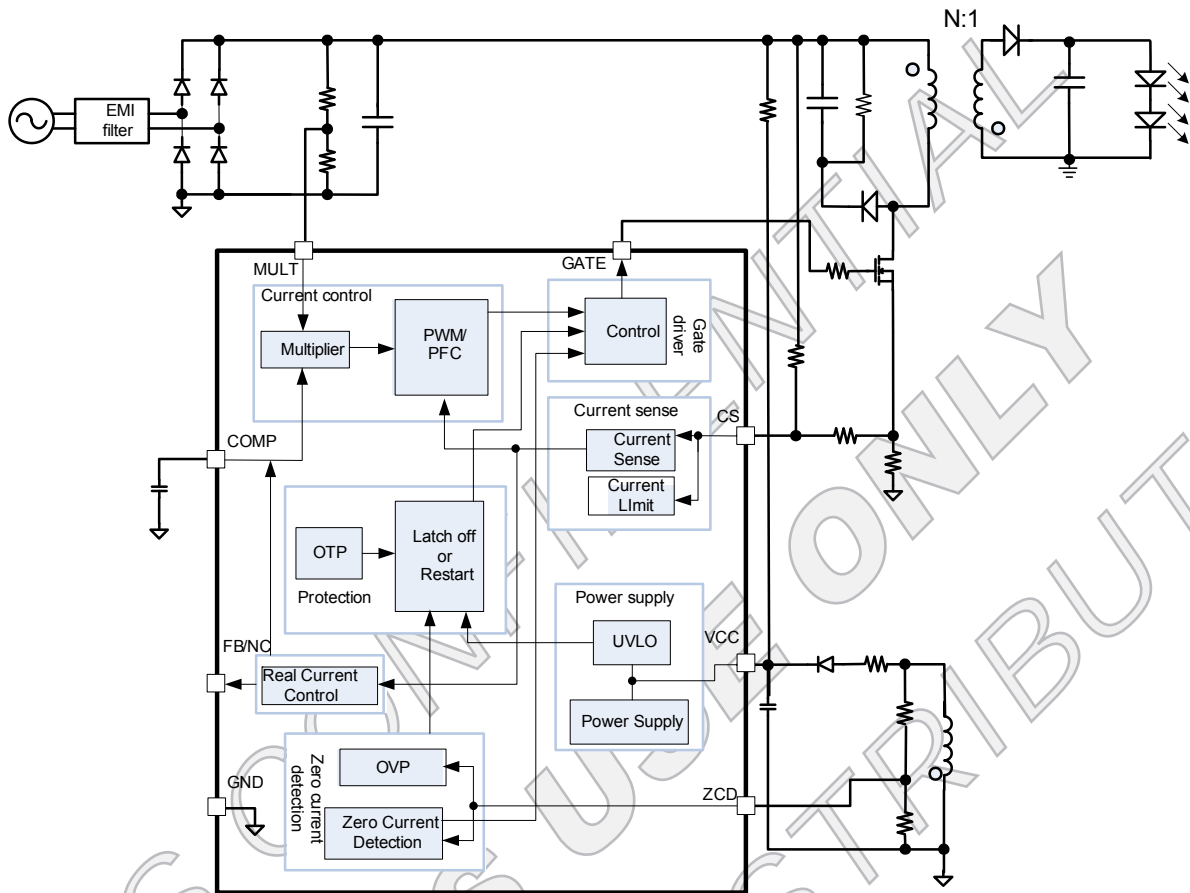 N:1
EMI
filter
MULT
GATE
Current control
Multiplier
PWM/
PFC
Control
Gate
driver
COMP
Current sense
CS
Current
Sense
Current
LImit
OTP
Protection
Latch off
or
Restart
Power supply
UVLO
VCC
Power Supply
FB/NC
Real Current
Control
GND
Zero current
detection
OVP
Zero Current
Detection
ZCD
USE ONLY